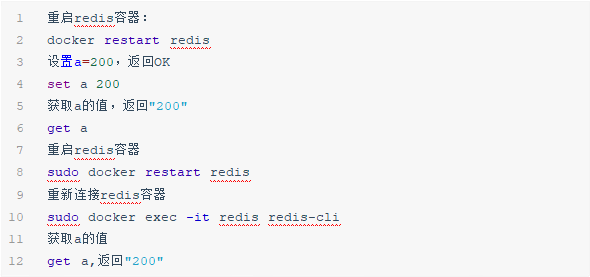 1 重启redis容器：
2 docker restart redis
3 设置a=200，返回OK
4 set a 200
5 获取a的值，返回"200"
6 get a
7 重启redis容器
8 sudo docker restart redis
9 重新连接redis容器
10 sudo docker exec -it redis redis-cli
11 获取a的值
12 get a,返回"200"